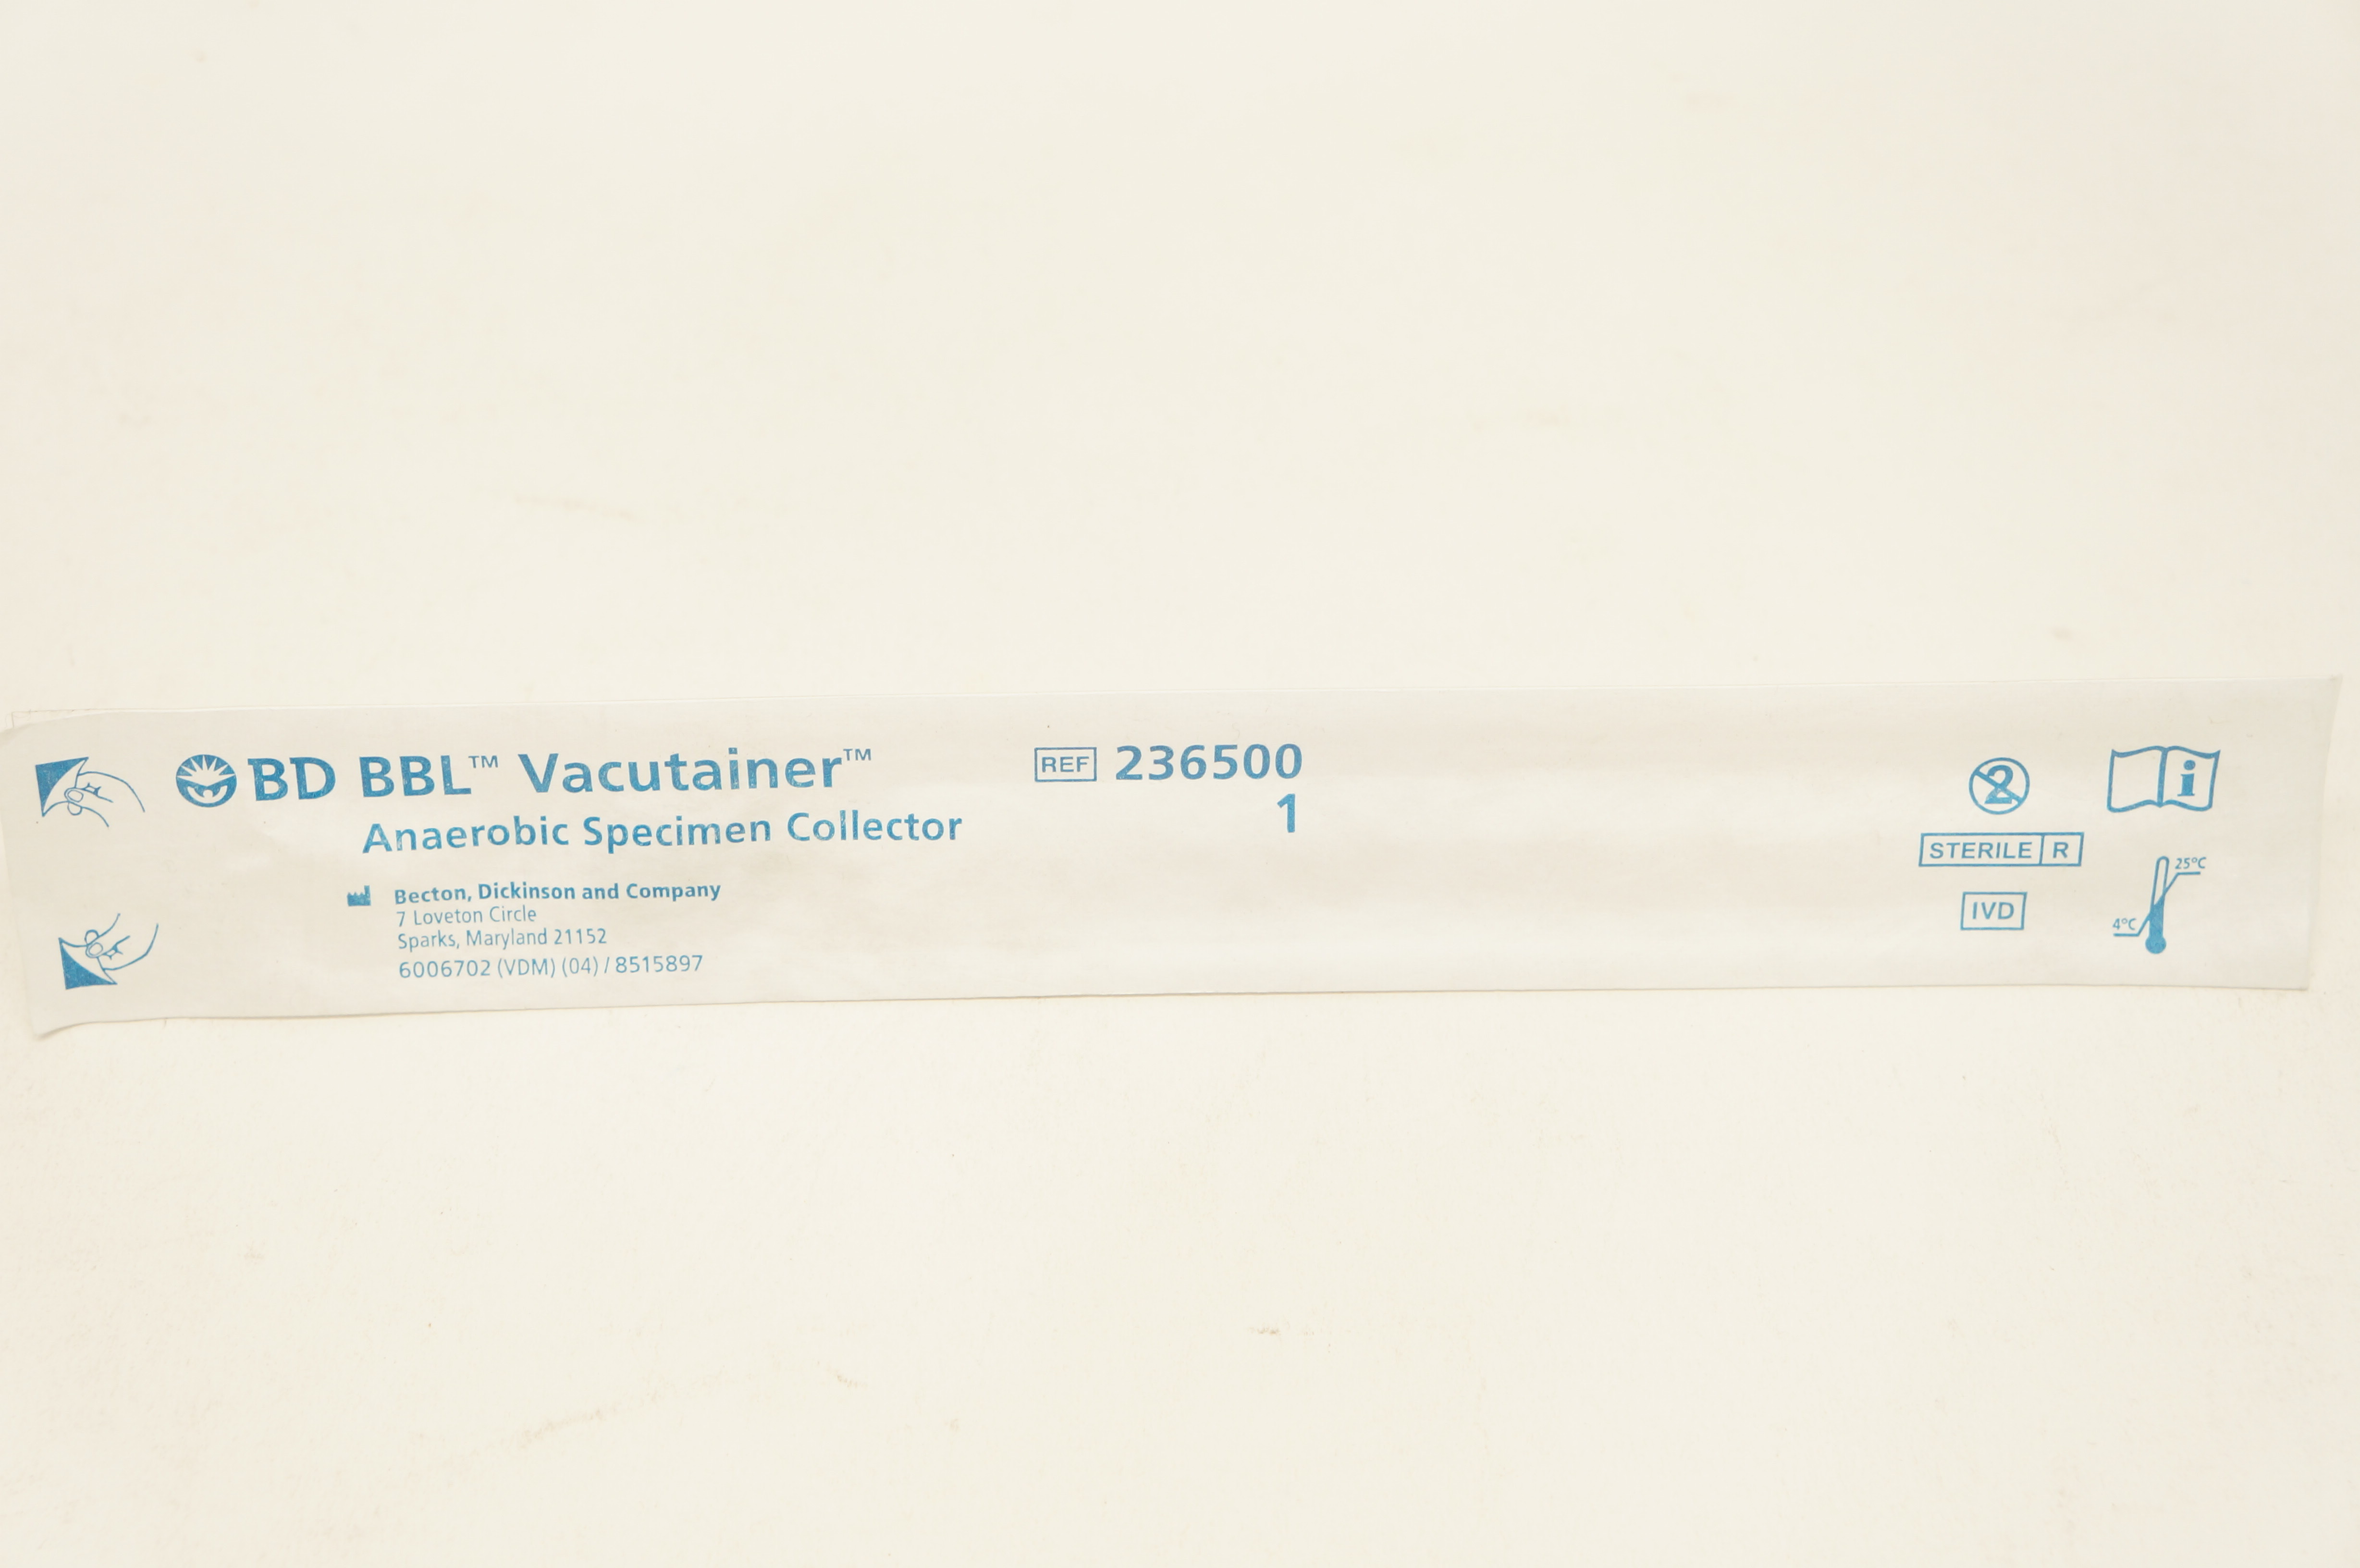 BD BBL™ Vacutainer™
Anaerobic Specimen Collector
Becton, Dickinson and Company
7 Loveton Circle
Sparks, Maryland 21152
6006702 (VDM) (04) / 8515897
REF 236500
1
2
i
STERILE R
25°C
IVD
4°C